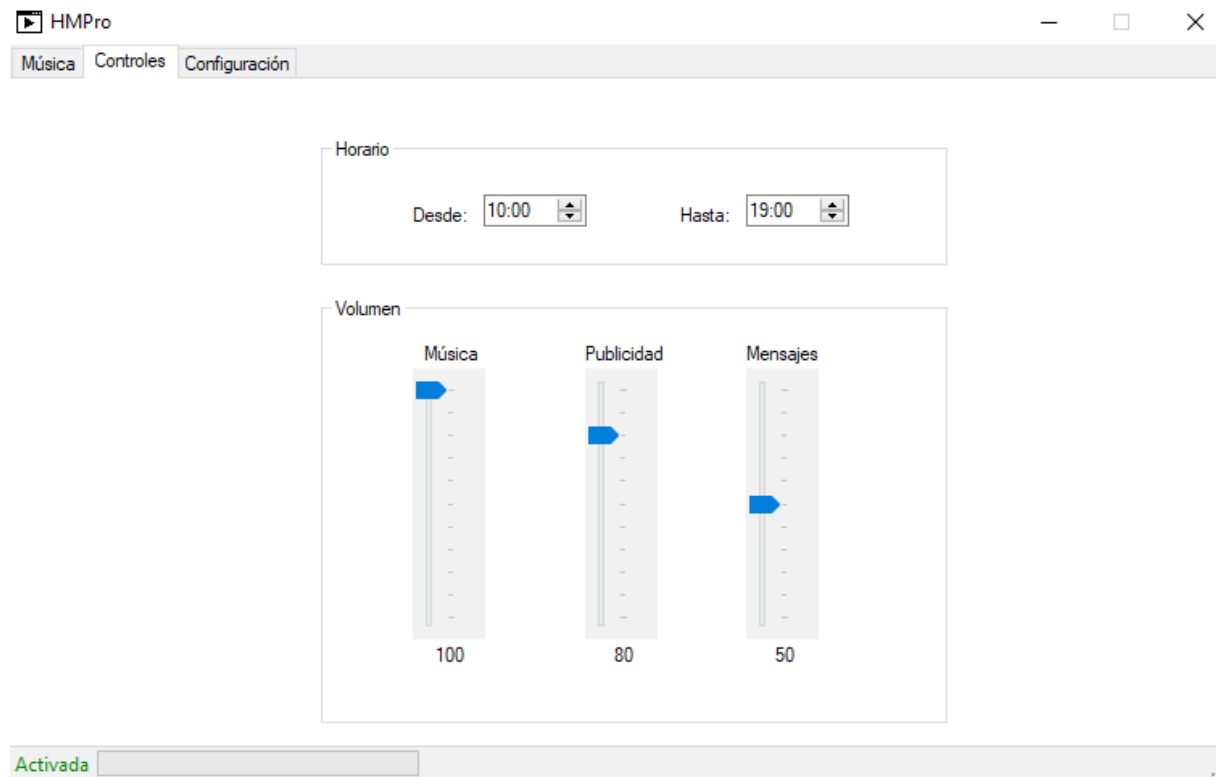 HMPro
Música Controles Configuración
Horario
Desde: 10:00 Hasta: 19:00
Volumen
Música Publicidad Mensajes
100 80 50
Activada